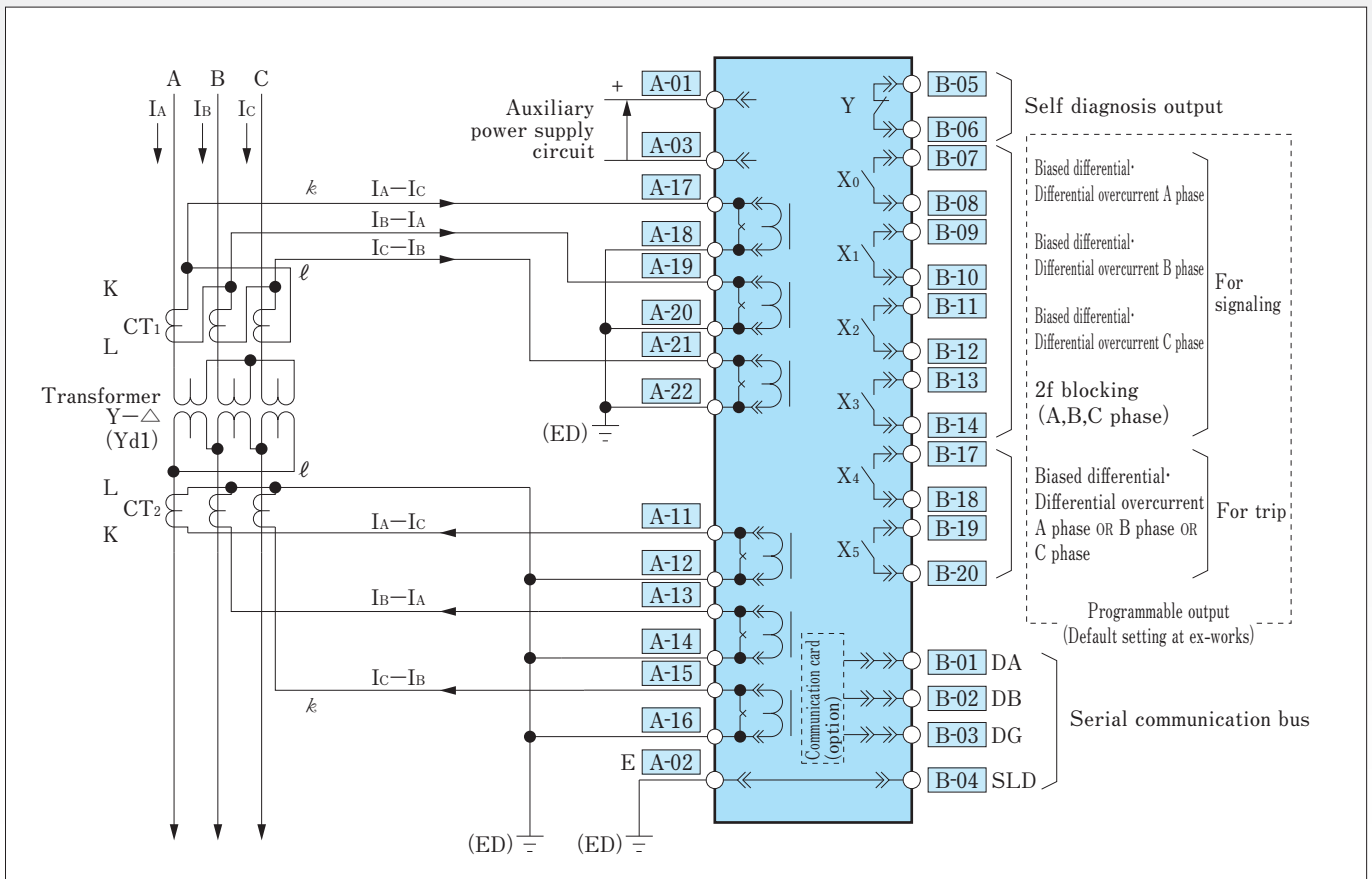 A B C
IA IB IC
K
CT1
L
Transformer
Y−△
(Yd1)
L
CT2
K
k
ℓ
ℓ
k
IA−IC
IB−IA
IC−IB
IA−IC
IB−IA
IC−IB
(ED)
(ED)
(ED)
+
Auxiliary
power supply
circuit
A-01
A-03
A-17
A-18
A-19
A-20
A-21
A-22
A-11
A-12
A-13
A-14
A-15
A-16
E A-02
Y
X0
X1
X2
X3
X4
X5
Communication card
(option)
B-05
B-06
B-07
B-08
B-09
B-10
B-11
B-12
B-13
B-14
B-17
B-18
B-19
B-20
B-01 DA
B-02 DB
B-03 DG
B-04 SLD
Self diagnosis output
Biased differential·
Differential overcurrent A phase
Biased differential·
Differential overcurrent B phase
Biased differential·
Differential overcurrent C phase
2f blocking
(A,B,C phase)
For
signaling
Biased differential·
Differential overcurrent
A phase OR B phase OR
C phase
For trip
Programmable output
(Default setting at ex-works)
Serial communication bus